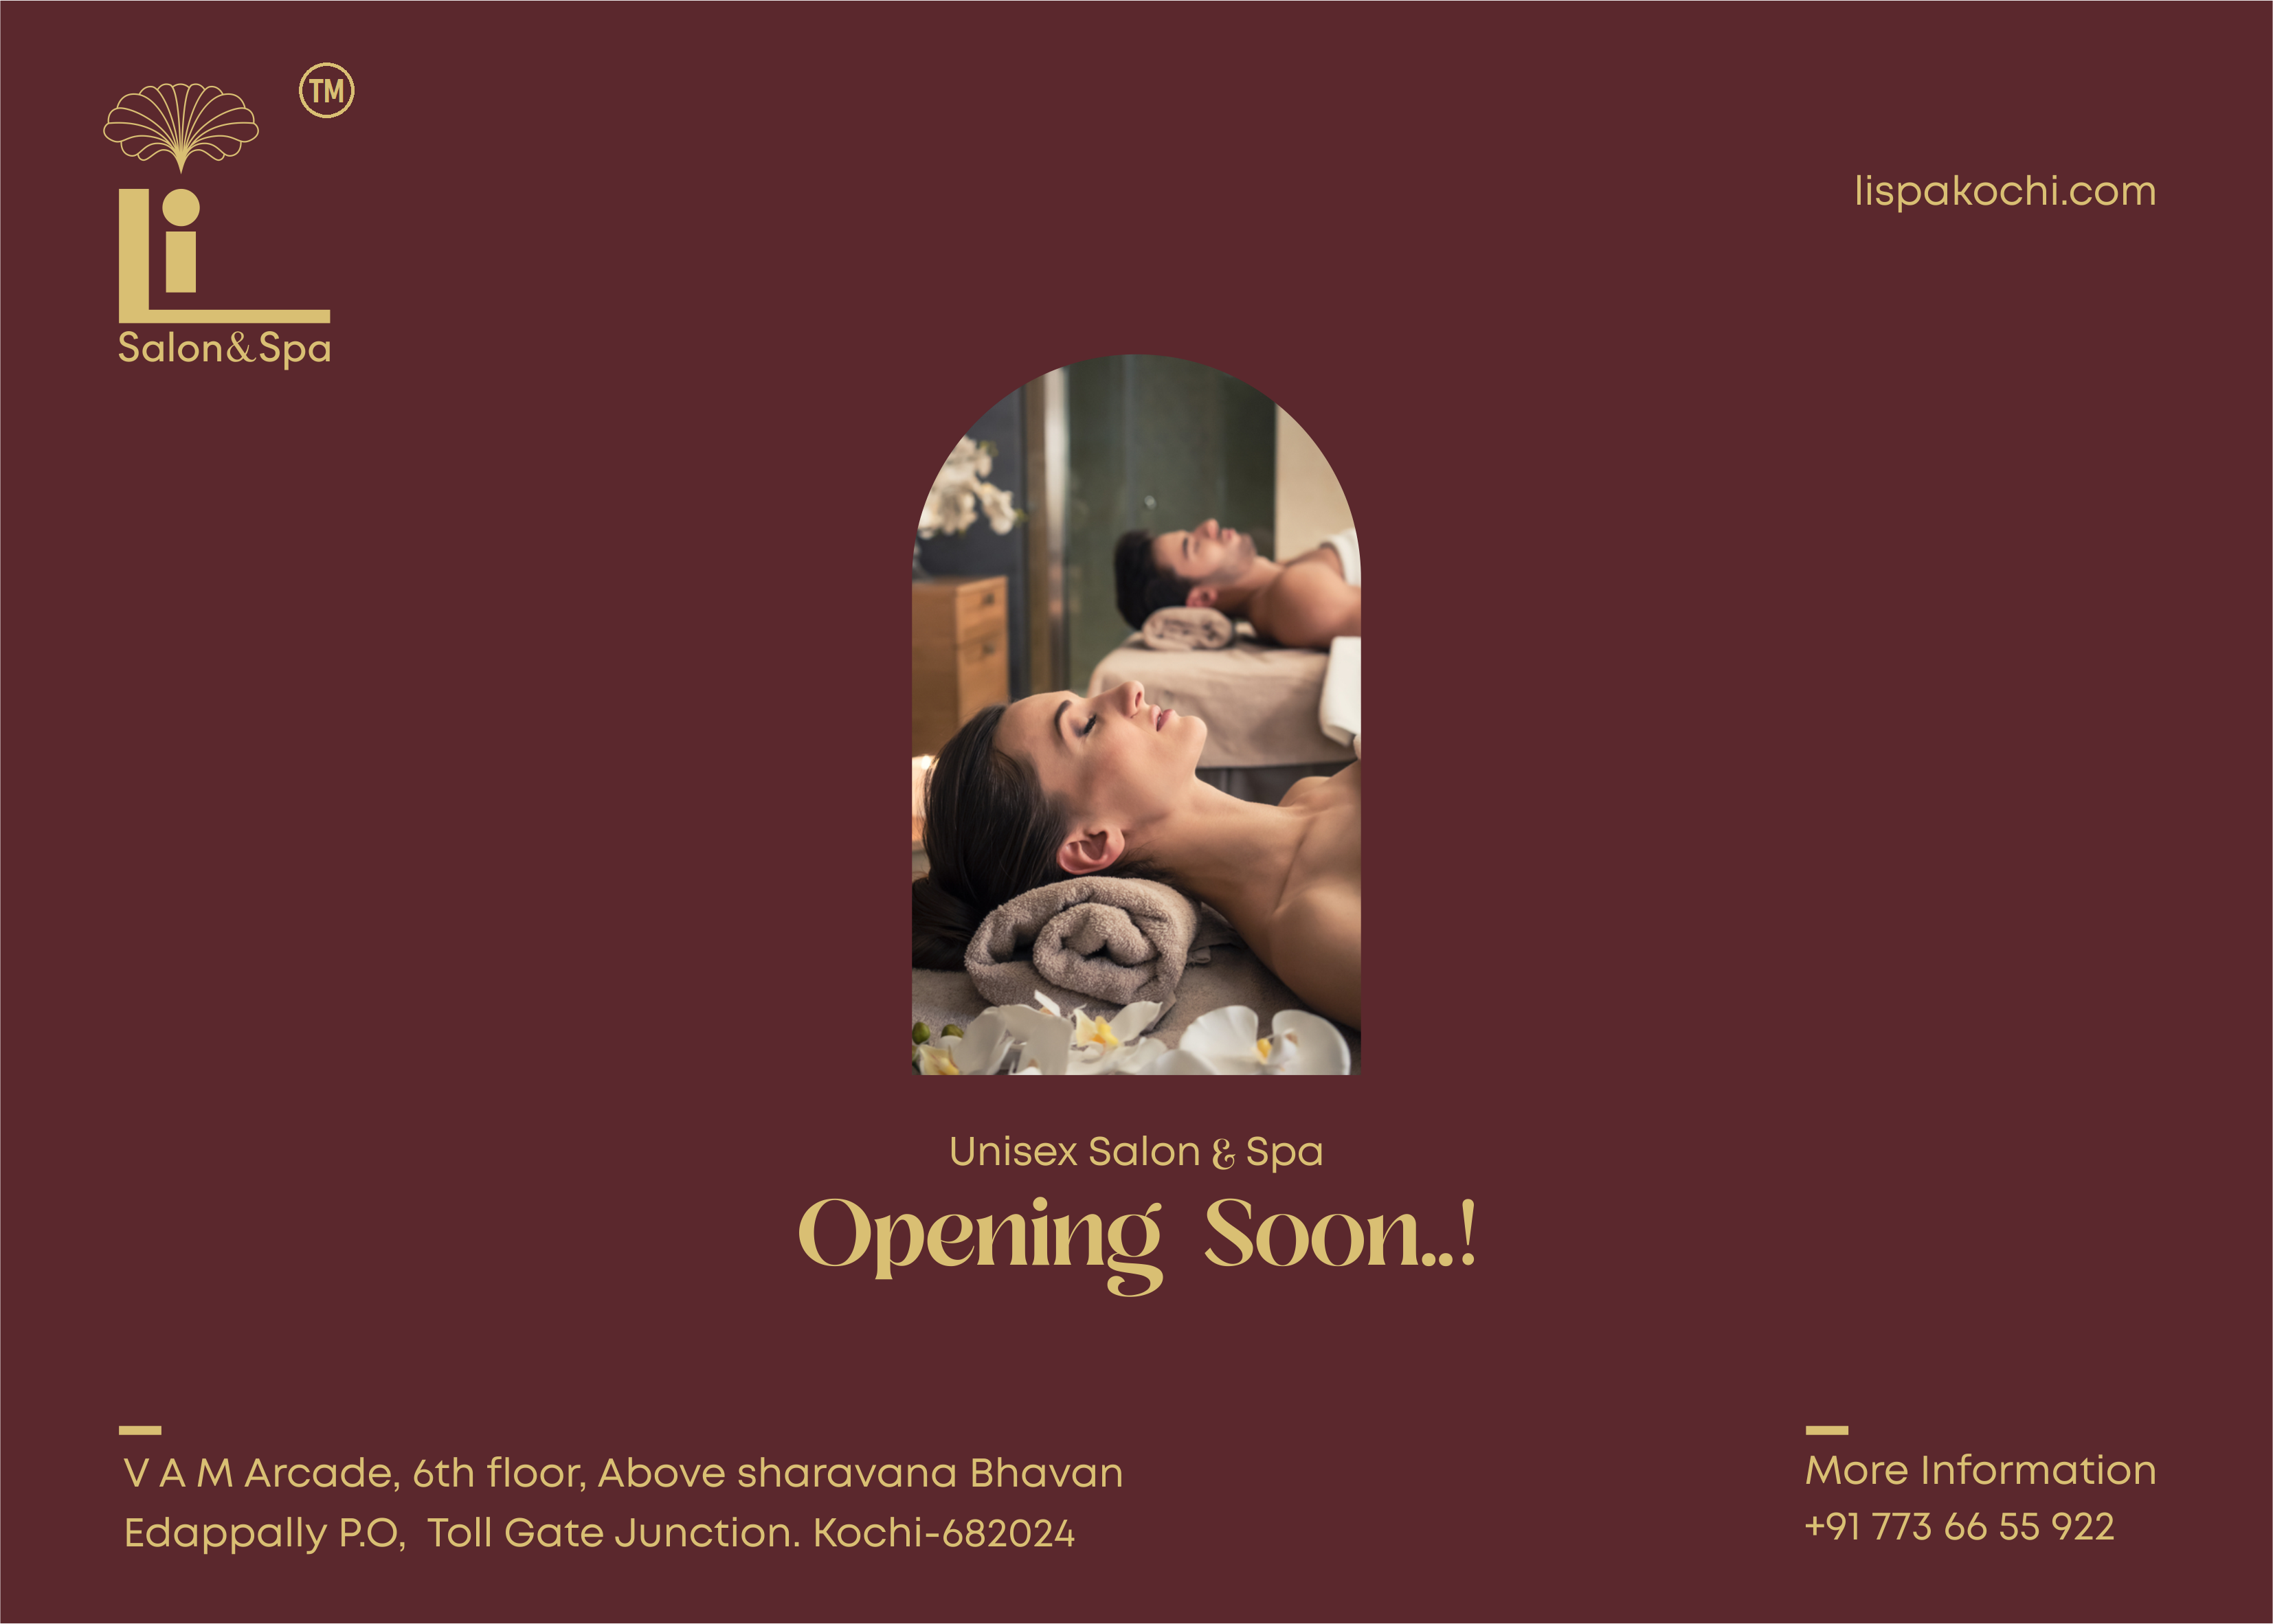 TM
Li
Salon&Spa
lispakochi.com
Unisex Salon & Spa
Opening Soon..!
V A M Arcade, 6th floor, Above sharavana Bhavan
Edappally P.O, Toll Gate Junction. Kochi-682024
More Information
+91 773 66 55 922